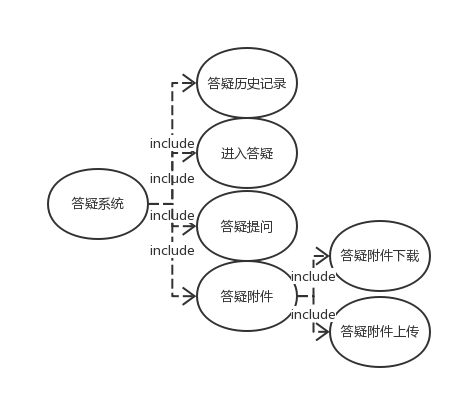 答疑历史记录
include
进入答疑
include
答疑系统
include
答疑提问
include
答疑附件
include
答疑附件下载
include
答疑附件上传